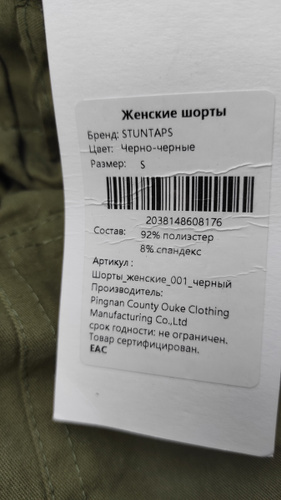 Женские шорты
Бренд: STUNTAPS
Цвет: Черно-черные
Размер: S
2038148608176
Состав: 92% полиэстер
8% спандекс
Артикул :
Шорты_женские_001_черный
Производитель:
Pingnan County Ouke Clothing
Manufacturing Co.,Ltd
срок годности: не ограничен.
Товар сертифицирован.
EAC